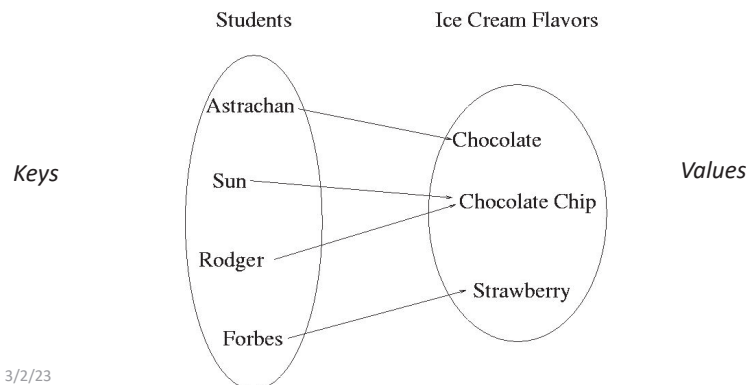 Students
Ice Cream Flavors
Keys
Values
Astrachan
Sun
Rodger
Forbes
Chocolate
Chocolate Chip
Strawberry
3/2/23